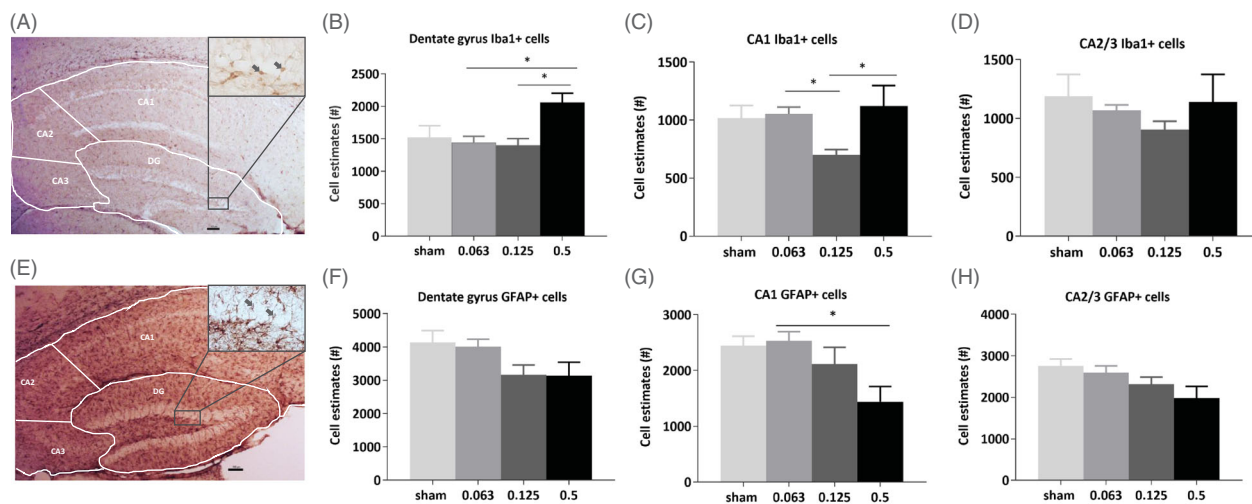 (A)
CA1
CA2
DG
CA3
(B)
Dentate gyrus Iba1+ cells
Cell estimates (#)
2500
2000
1500
1000
500
0
*
*
sham 0.063 0.125 0.5
(C)
CA1 Iba1+ cells
Cell estimates (#)
1500
1000
500
0
*
*
sham 0.063 0.125 0.5
(D)
CA2/3 Iba1+ cells
Cell estimates (#)
1500
1000
500
0
sham 0.063 0.125 0.5
(E)
CA1
CA2
DG
CA3
(F)
Dentate gyrus GFAP+ cells
Cell estimates (#)
5000
4000
3000
2000
1000
0
sham 0.063 0.125 0.5
(G)
CA1 GFAP+ cells
Cell estimates (#)
3000
2000
1000
0
*
sham 0.063 0.125 0.5
(H)
CA2/3 GFAP+ cells
Cell estimates (#)
4000
3000
2000
1000
0
sham 0.063 0.125 0.5